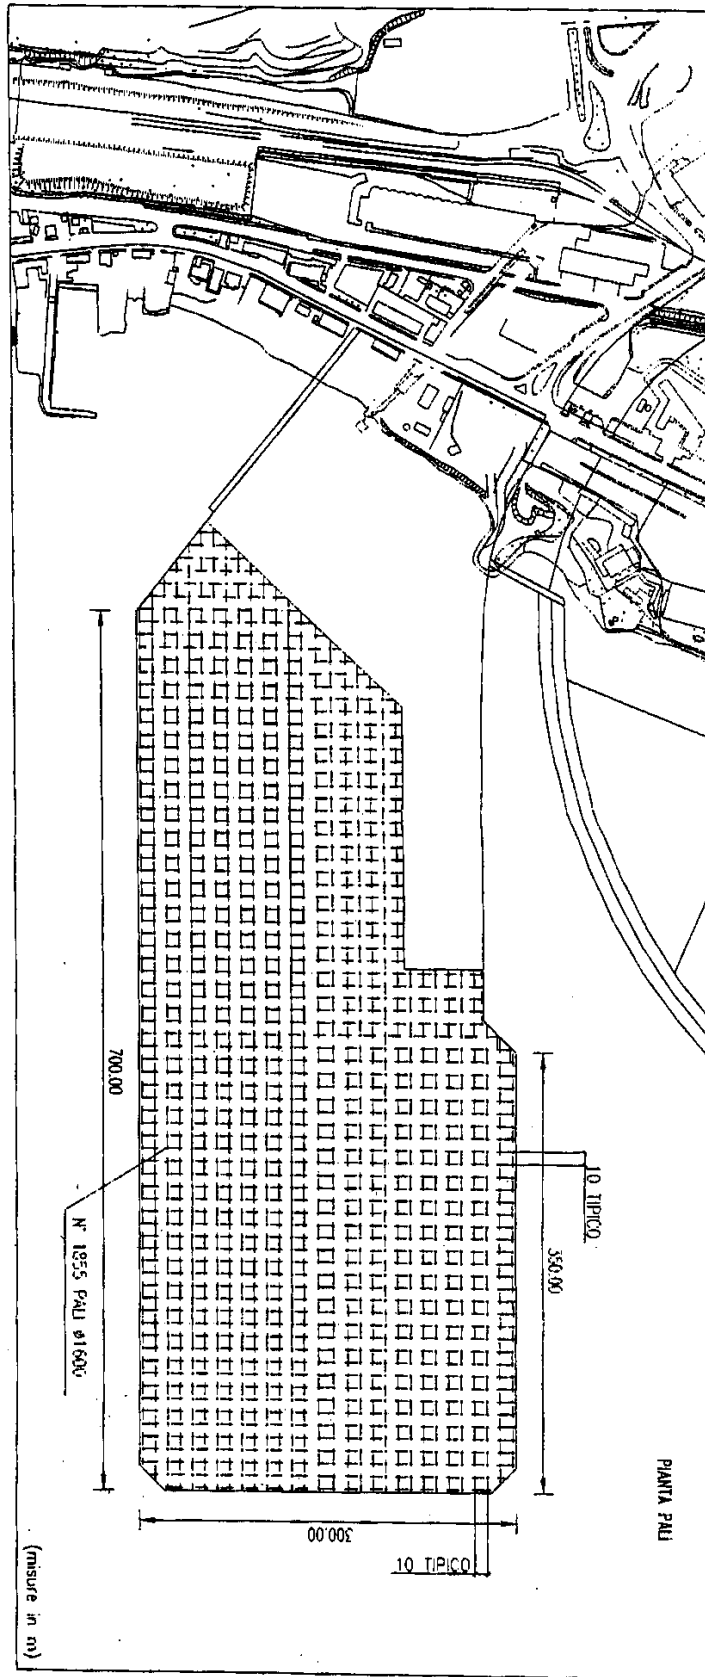 PIANTA PALI
350.00
10 TIPICO
700.00
N° 1855 PALI ø1600
300.00
10 TIPICO
(misure in m)